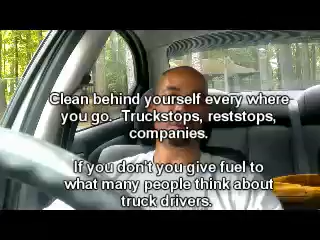 Clean behind yourself every where
you go.  Truckstops, reststops,
companies.
If you don't you give fuel to
what many people think about
truck drivers.